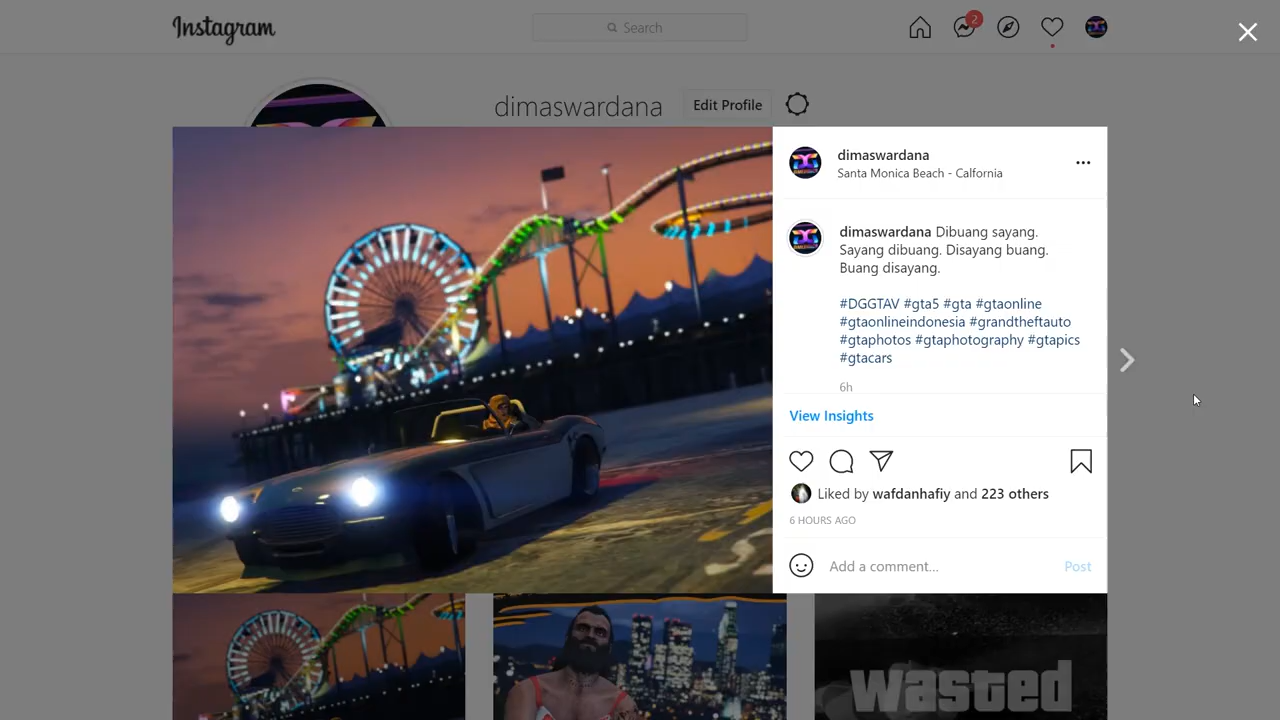 Instagram
Search
2
dimaswardana
Edit Profile
dimaswardana
Santa Monica Beach - Calfornia
dimaswardana Dibuang sayang.
Sayang dibuang. Disayang buang.
Buang disayang.
#DGGTAV #gta5 #gta #gtaonline
#gtaonlineindonesia #grandtheftauto
#gtaphotos #gtaphotography #gtapics
#gtacars
6h
View Insights
Liked by wafdanhafiy and 223 others
6 HOURS AGO
Add a comment...
Post
wasted